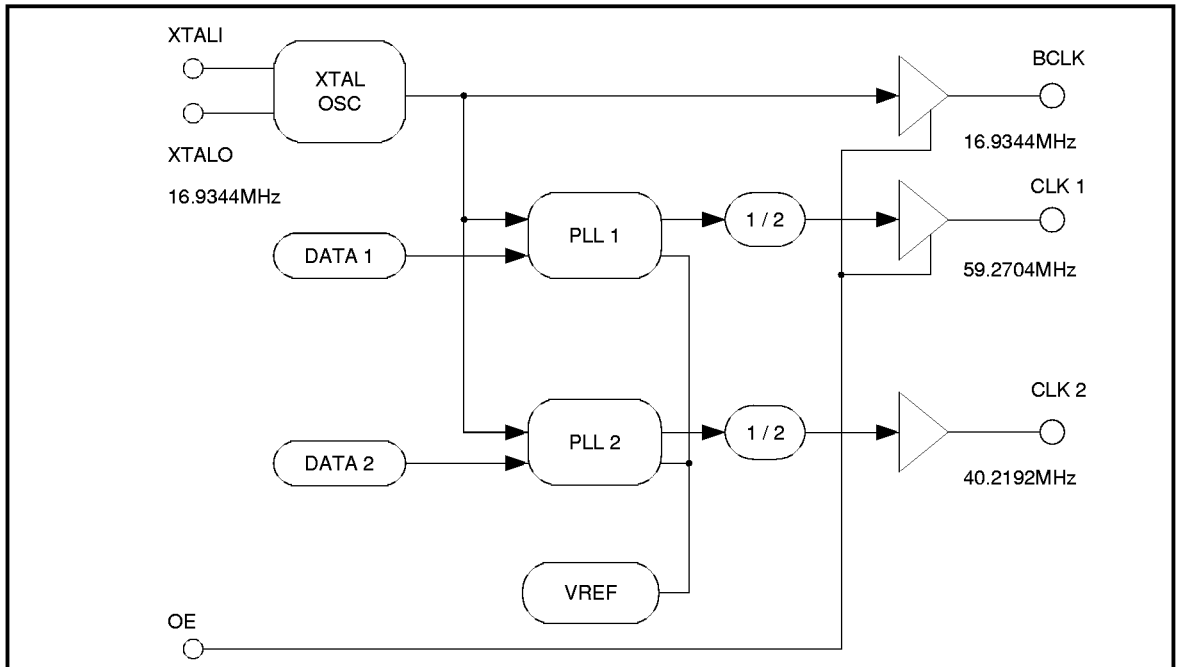 XTALI
XTAL
OSC
BCLK
16.9344MHz
XTALO
16.9344MHz
CLK 1
PLL 1
1 / 2
DATA 1
59.2704MHz
CLK 2
PLL 2
1 / 2
DATA 2
40.2192MHz
VREF
OE